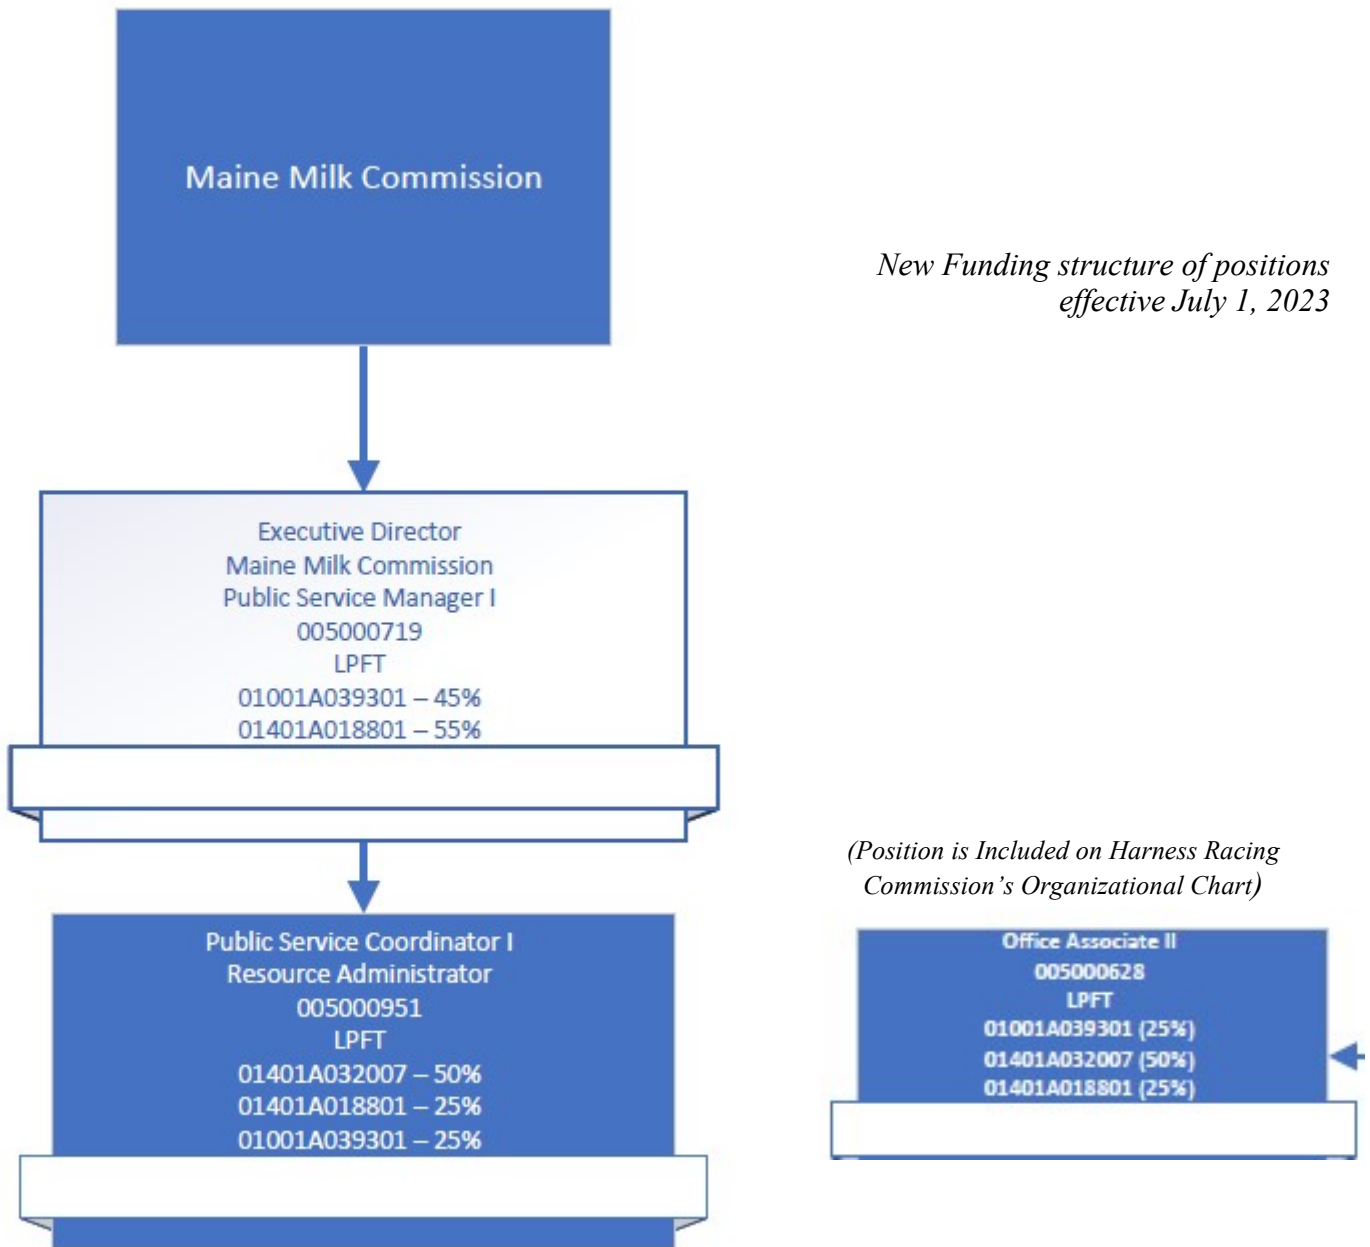 Maine Milk Commission
New Funding structure of positions
effective July 1, 2023
Executive Director
Maine Milk Commission
Public Service Manager I
005000719
LPFT
01001A039301 – 45%
01401A018801 – 55%
Public Service Coordinator I
Resource Administrator
005000951
LPFT
01401A032007 – 50%
01401A018801 – 25%
01001A039301 – 25%
(Position is Included on Harness Racing
Commission’s Organizational Chart)
Office Associate II
005000628
LPFT
01001A039301 (25%)
01401A032007 (50%)
01401A018801 (25%)